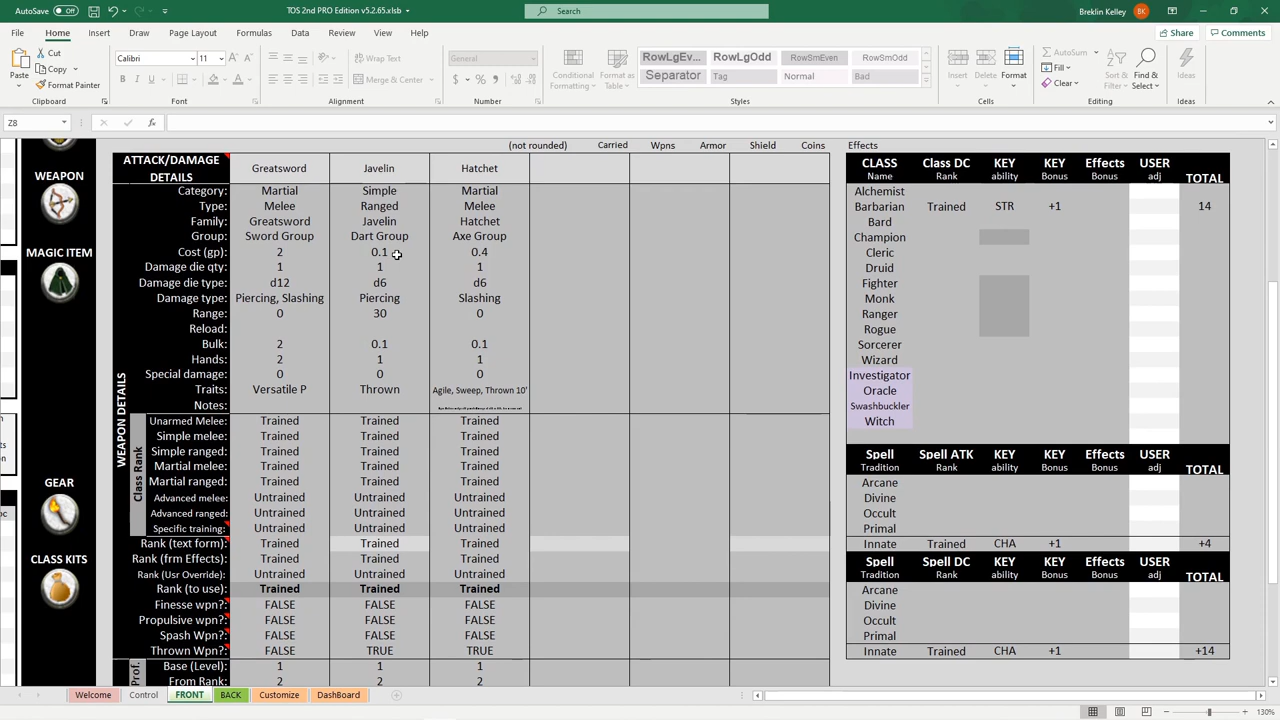 AutoSave Off TOS 2nd PRO Edition v5.2.65.xlsb Search Breklin Kelley BK
File Home Insert Draw Page Layout Formulas Data Review View Help Share Comments
Paste Cut Copy Format Painter Clipboard
Calibri 11 B I U Font
Wrap Text Merge & Center Alignment
General $ % Number
Conditional Formatting Format as Table
RowLgEv... RowLgOdd RowSmEven RowSmOdd
Separator Tag Normal Bad Styles
Insert Delete Format Cells
AutoSum Fill Clear Sort & Filter Find & Select Editing
Ideas Ideas
Z8 fx
(not rounded) Carried Wpns Armor Shield Coins Effects
WEAPON
MAGIC ITEM
GEAR
CLASS KITS
ATTACK/DAMAGE DETAILS Greatsword Javelin Hatchet
WEAPON DETAILS
Category: Martial Simple Martial
Type: Melee Ranged Melee
Family: Greatsword Javelin Hatchet
Group: Sword Group Dart Group Axe Group
Cost (gp): 2 0.1 0.4
Damage die qty: 1 1 1
Damage die type: d12 d6 d6
Damage type: Piercing, Slashing Piercing Slashing
Range: 0 30 0
Reload:
Bulk: 2 0.1 0.1
Hands: 2 1 1
Special damage: 0 0 0
Traits: Versatile P Thrown Agile, Sweep, Thrown 10'
Notes:
Class Rank
Unarmed Melee: Trained Trained Trained
Simple melee: Trained Trained Trained
Simple ranged: Trained Trained Trained
Martial melee: Trained Trained Trained
Martial ranged: Trained Trained Trained
Advanced melee: Untrained Untrained Untrained
Advanced ranged: Untrained Untrained Untrained
Specific training: Untrained Untrained Untrained
Rank (text form): Trained Trained Trained
Rank (frm Effects): Trained Trained Trained
Rank (Usr Override): Untrained Untrained Untrained
Rank (to use): Trained Trained Trained
Finesse wpn?: FALSE FALSE FALSE
Propulsive wpn?: FALSE FALSE FALSE
Spash Wpn?: FALSE FALSE FALSE
Thrown Wpn?: FALSE TRUE TRUE
Prof.
Base (Level): 1 1 1
From Rank: 2 2 2
CLASS Name Class DC Rank KEY ability KEY Bonus Effects Bonus USER adj TOTAL
Alchemist
Barbarian Trained STR +1 14
Bard
Champion
Cleric
Druid
Fighter
Monk
Ranger
Rogue
Sorcerer
Wizard
Investigator
Oracle
Swashbuckler
Witch
Spell Tradition Spell ATK Rank KEY ability KEY Bonus Effects Bonus USER adj TOTAL
Arcane
Divine
Occult
Primal
Innate Trained CHA +1 +4
Spell Tradition Spell DC Rank KEY ability KEY Bonus Effects Bonus USER adj TOTAL
Arcane
Divine
Occult
Primal
Innate Trained CHA +1 +14
Welcome Control FRONT BACK Customize DashBoard
130%